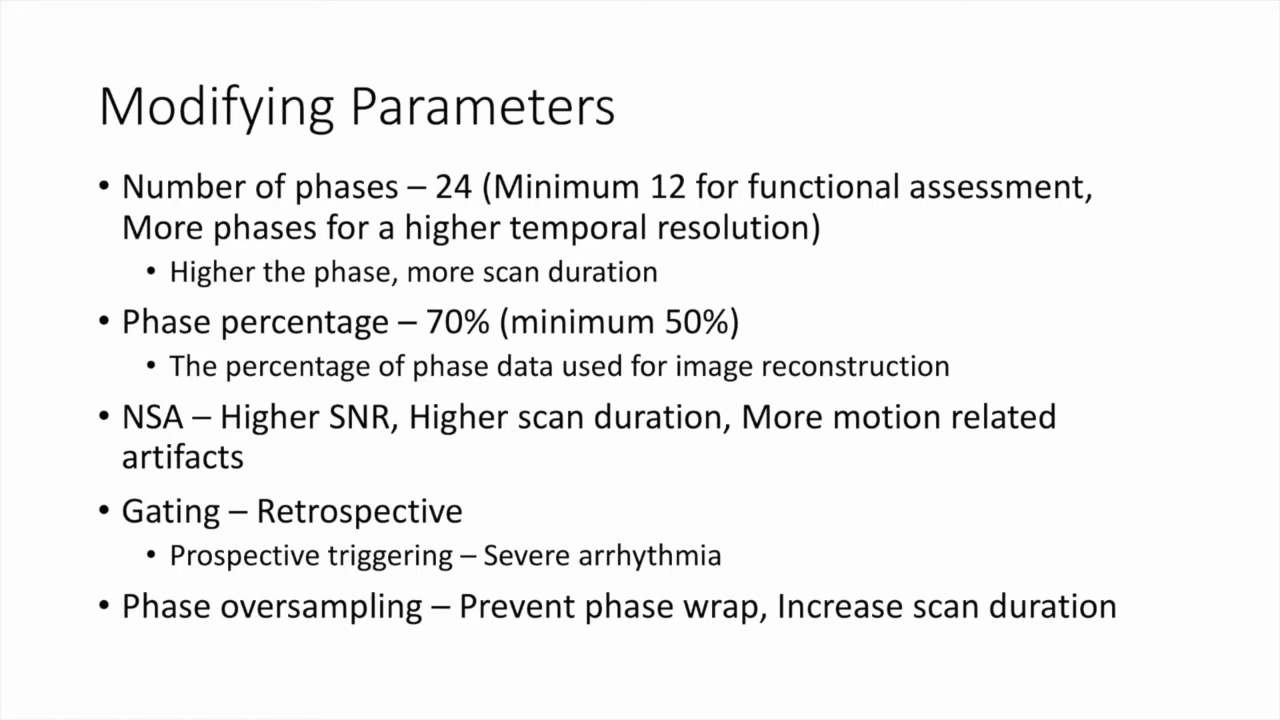 Modifying Parameters
• Number of phases – 24 (Minimum 12 for functional assessment,
More phases for a higher temporal resolution)
• Higher the phase, more scan duration
• Phase percentage – 70% (minimum 50%)
• The percentage of phase data used for image reconstruction
• NSA – Higher SNR, Higher scan duration, More motion related
artifacts
• Gating – Retrospective
• Prospective triggering – Severe arrhythmia
• Phase oversampling – Prevent phase wrap, Increase scan duration